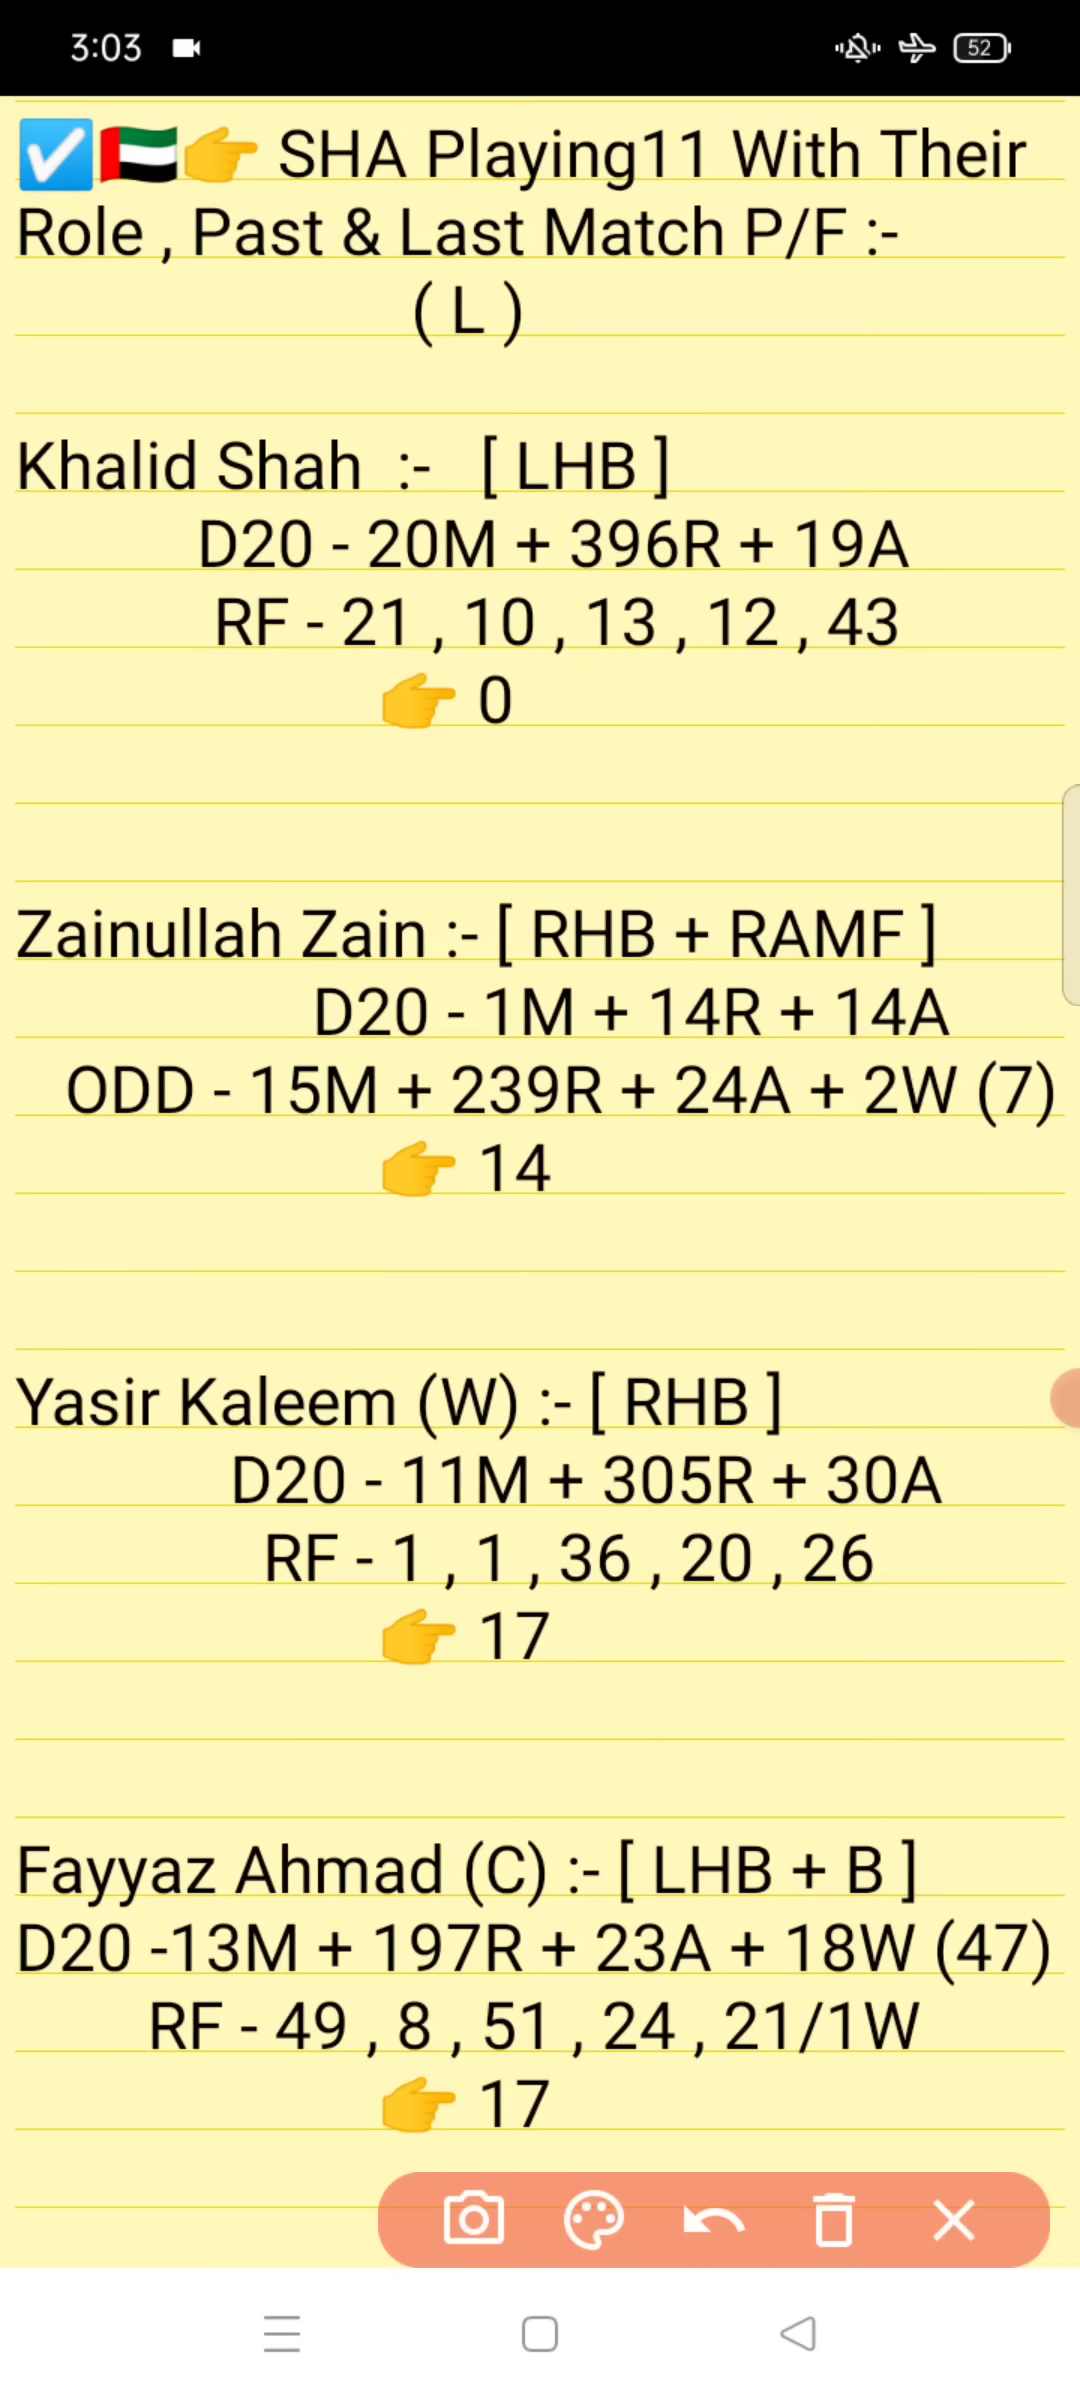 3:03
52
☑️🇦🇪👉 SHA Playing11 With Their
Role , Past & Last Match P/F :-
( L )
Khalid Shah :- [ LHB ]
D20 - 20M + 396R + 19A
RF - 21 , 10 , 13 , 12 , 43
👉 0
Zainullah Zain :- [ RHB + RAMF ]
D20 - 1M + 14R + 14A
ODD - 15M + 239R + 24A + 2W (7)
👉 14
Yasir Kaleem (W) :- [ RHB ]
D20 - 11M + 305R + 30A
RF - 1 , 1 , 36 , 20 , 26
👉 17
Fayyaz Ahmad (C) :- [ LHB + B ]
D20 -13M + 197R + 23A + 18W (47)
RF - 49 , 8 , 51 , 24 , 21/1W
👉 17